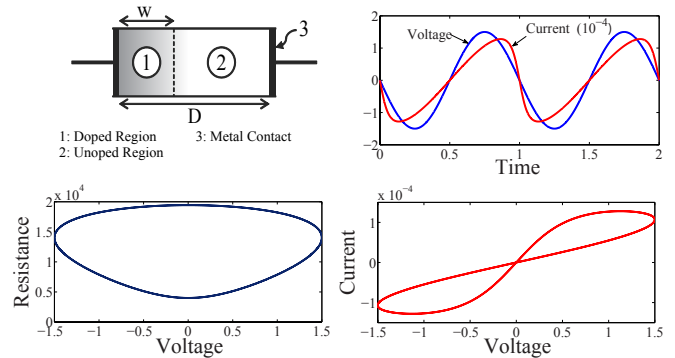 W
3
1
2
D
1: Doped Region 3: Metal Contact
2: Unoped Region
2
1
0
−1
−2
Voltage
Current (10⁻⁴)
0 0.5 1 1.5 2
Time
x 10⁴
2
1.5
1
0.5
0
Resistance
−1.5 −1 −0.5 0 0.5 1 1.5
Voltage
x 10⁻⁴
1
0
−1
Current
−1.5 −1 −0.5 0 0.5 1 1.5
Voltage